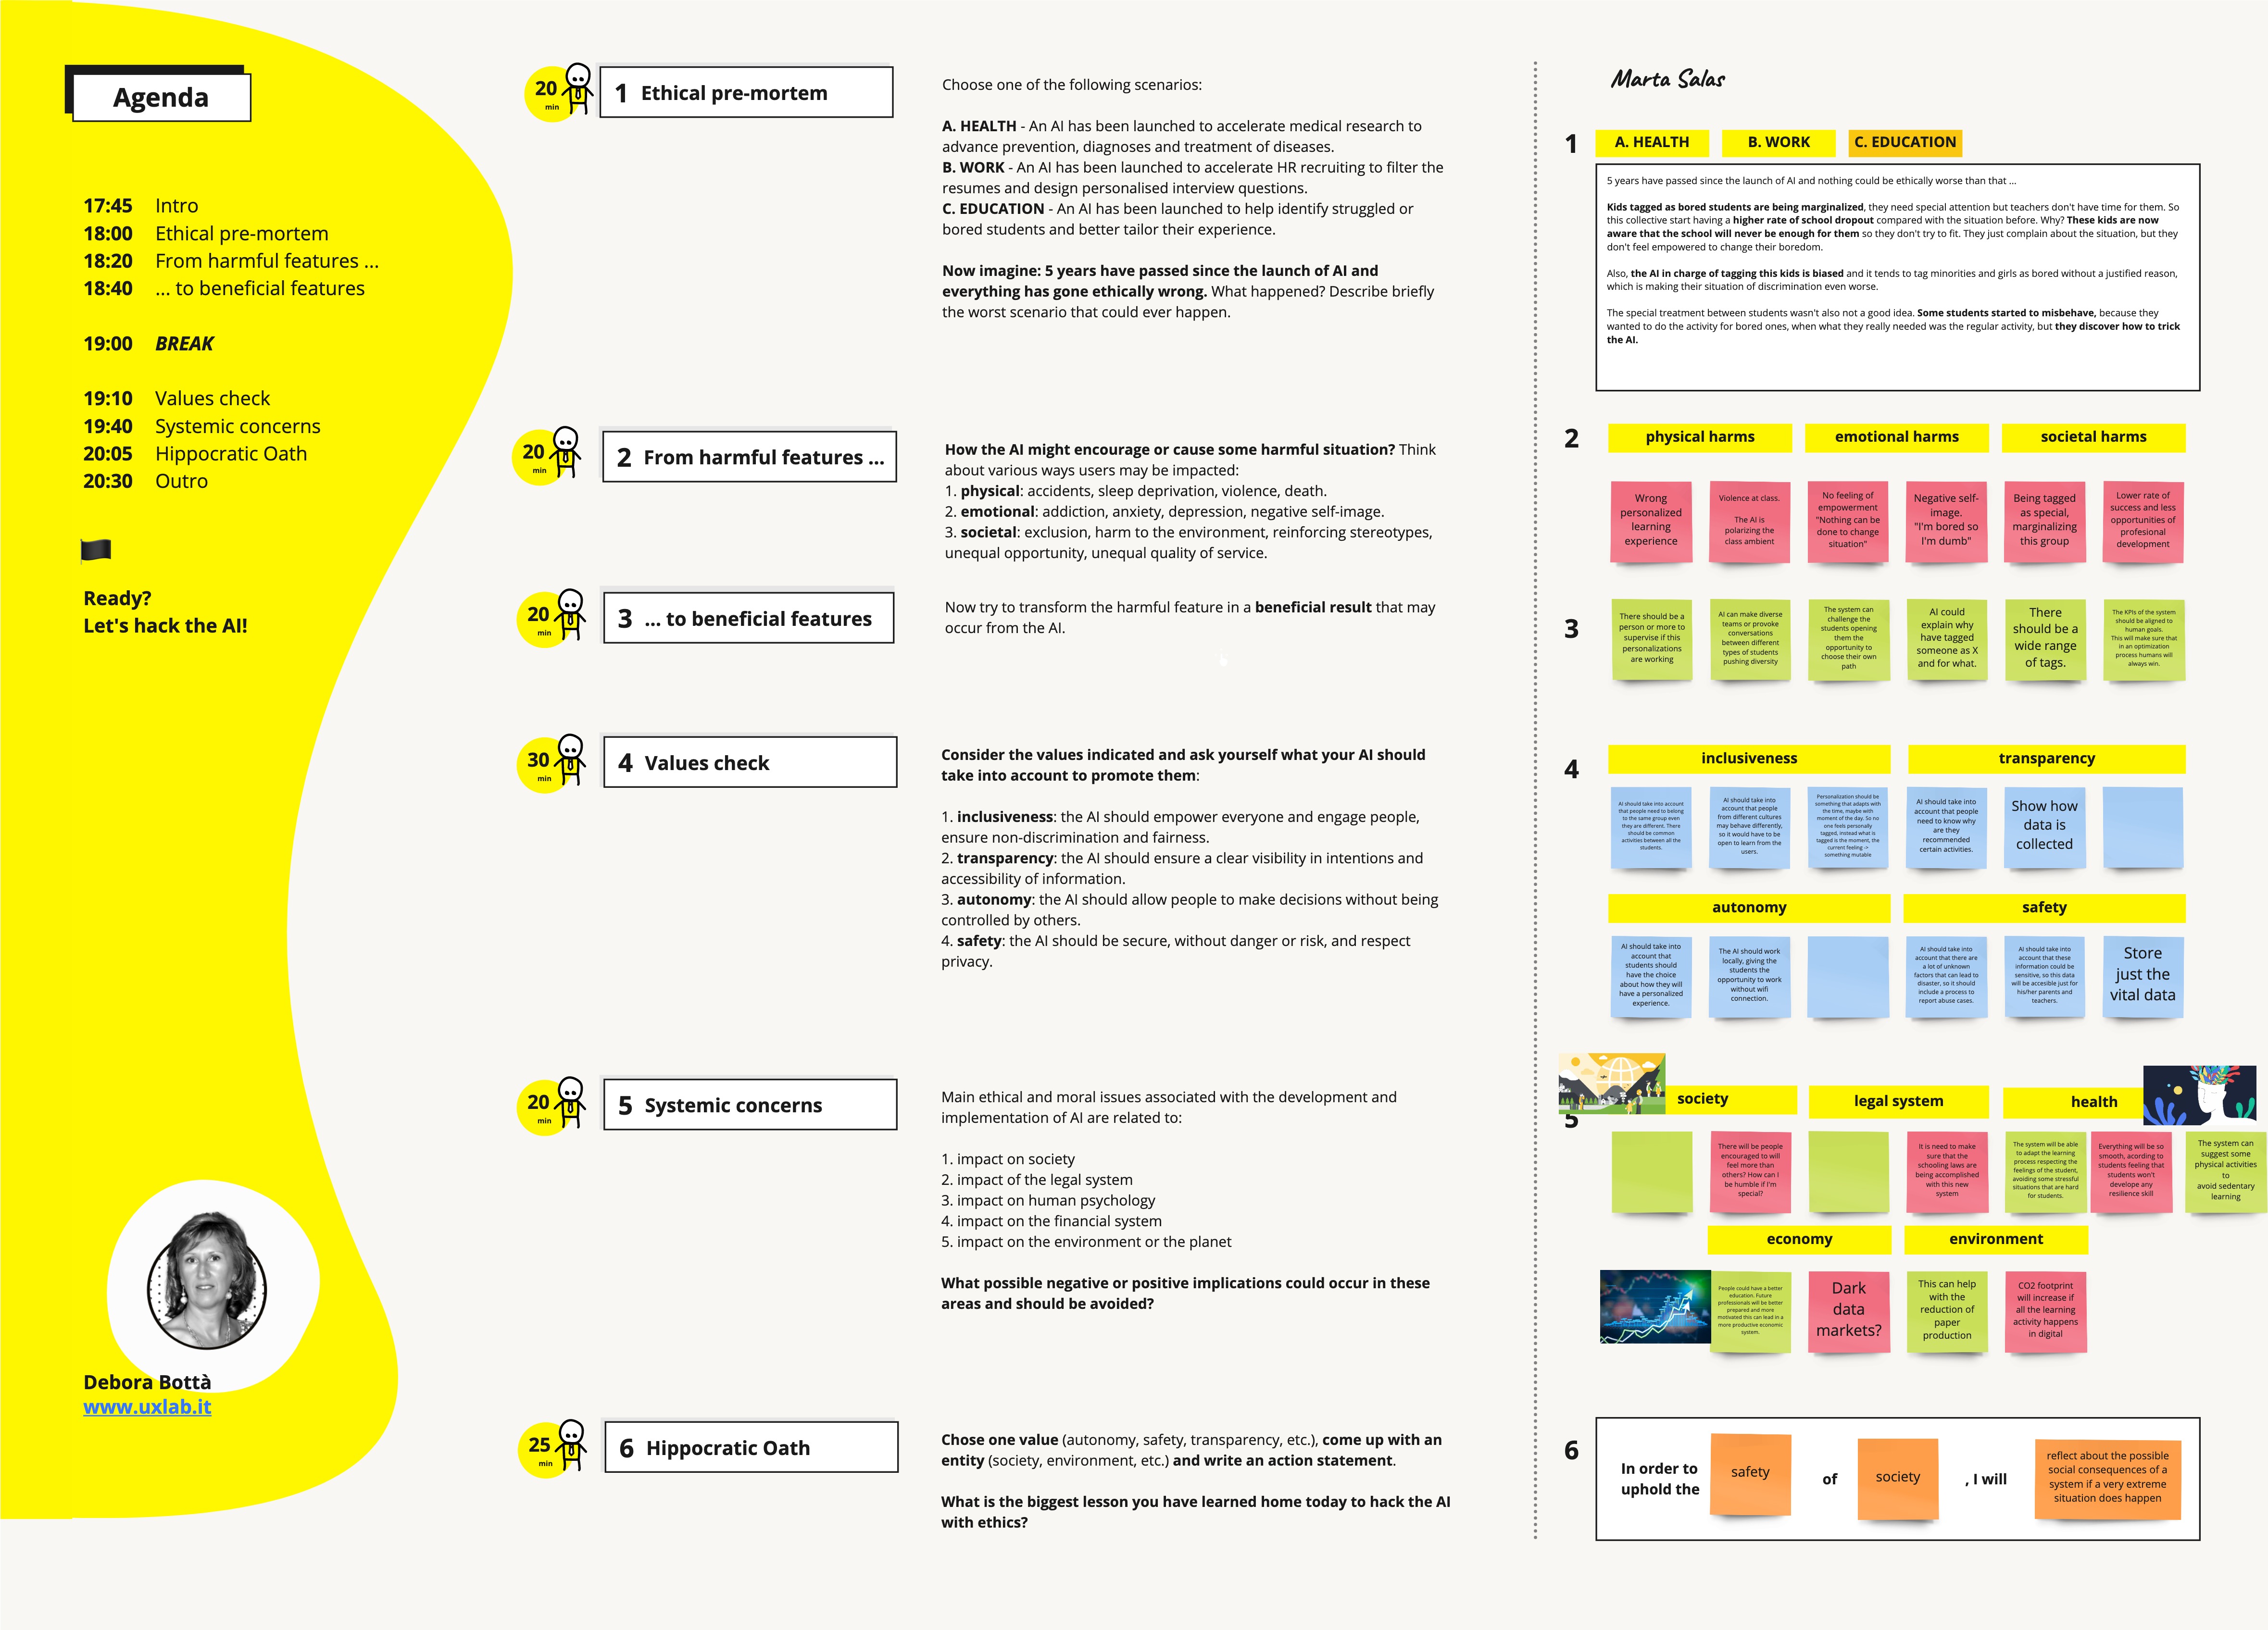 Agenda
17:45 Intro
18:00 Ethical pre-mortem
18:20 From harmful features ...
18:40 ... to beneficial features
19:00 BREAK
19:10 Values check
19:40 Systemic concerns
20:05 Hippocratic Oath
20:30 Outro
Ready?
Let's hack the AI!
Debora Bottà
www.uxlab.it
20
min
1 Ethical pre-mortem
Choose one of the following scenarios:
A. HEALTH - An AI has been launched to accelerate medical research to
advance prevention, diagnoses and treatment of diseases.
B. WORK - An AI has been launched to accelerate HR recruiting to filter the
resumes and design personalised interview questions.
C. EDUCATION - An AI has been launched to help identify struggled or
bored students and better tailor their experience.
Now imagine: 5 years have passed since the launch of AI and
everything has gone ethically wrong. What happened? Describe briefly
the worst scenario that could ever happen.
20
min
2 From harmful features ...
How the AI might encourage or cause some harmful situation? Think
about various ways users may be impacted:
1. physical: accidents, sleep deprivation, violence, death.
2. emotional: addiction, anxiety, depression, negative self-image.
3. societal: exclusion, harm to the environment, reinforcing stereotypes,
unequal opportunity, unequal quality of service.
20
min
3 ... to beneficial features
Now try to transform the harmful feature in a beneficial result that may
occur from the AI.
30
min
4 Values check
Consider the values indicated and ask yourself what your AI should
take into account to promote them:
1. inclusiveness: the AI should empower everyone and engage people,
ensure non-discrimination and fairness.
2. transparency: the AI should ensure a clear visibility in intentions and
accessibility of information.
3. autonomy: the AI should allow people to make decisions without being
controlled by others.
4. safety: the AI should be secure, without danger or risk, and respect
privacy.
20
min
5 Systemic concerns
Main ethical and moral issues associated with the development and
implementation of AI are related to:
1. impact on society
2. impact of the legal system
3. impact on human psychology
4. impact on the financial system
5. impact on the environment or the planet
What possible negative or positive implications could occur in these
areas and should be avoided?
25
min
6 Hippocratic Oath
Chose one value (autonomy, safety, transparency, etc.), come up with an
entity (society, environment, etc.) and write an action statement.
What is the biggest lesson you have learned home today to hack the AI
with ethics?
Marta Salas
1
A. HEALTH
B. WORK
C. EDUCATION
5 years have passed since the launch of AI and nothing could be ethically worse than that ...
Kids tagged as bored students are being marginalized, they need special attention but teachers don't have time for them. So
this collective start having a higher rate of school dropout compared with the situation before. Why? These kids are now
aware that the school will never be enough for them so they don't try to fit. They just complain about the situation, but they
don't feel empowered to change their boredom.
Also, the AI in charge of tagging this kids is biased and it tends to tag minorities and girls as bored without a justified reason,
which is making their situation of discrimination even worse.
The special treatment between students wasn't also not a good idea. Some students started to misbehave, because they
wanted to do the activity for bored ones, when what they really needed was the regular activity, but they discover how to trick
the AI.
2
physical harms
emotional harms
societal harms
Wrong
personalized
learning
experience
Violence at class.
The AI is
polarizing the
class ambient
No feeling of
empowerment
"Nothing can be
done to change
situation"
Negative self-
image.
"I'm bored so
I'm dumb"
Being tagged
as special,
marginalizing
this group
Lower rate of
success and less
opportunities of
profesional
development
3
There should be a
person or more to
supervise if this
personalizations
are working
AI can make diverse
teams or provoke
conversations
between different
types of students
pushing diversity
The system can
challenge the
students opening
them the
opportunity to
choose their own
path
AI could
explain why
have tagged
someone as X
and for what.
There
should be a
wide range
of tags.
The KPIs of the system
should be aligned to
human goals.
This will make sure that
in an optimization
process humans will
always win.
4
inclusiveness
transparency
AI should take into account
that people need to belong
to the same group even
they are different. There
should be common
activities between all the
students.
AI should take into
account that people
from different cultures
may behave differently,
so it would have to be
open to learn from the
users.
Personalization should be
something that adapts with
the time, maybe with
moment of the day. So no
one feels personally
tagged, instead what is
tagged is the moment, the
current feeling ->
something mutable
AI should take into
account that people
need to know why
are they
recommended
certain activities.
Show how
data is
collected
autonomy
safety
AI should take into
account that
students should
have the choice
about how they will
have a personalized
experience.
The AI should work
locally, giving the
students the
opportunity to work
without wifi
connection.
AI should take into
account that there are
a lot of unknown
factors that can lead to
disaster, so it should
include a process to
report abuse cases.
AI should take into
account that these
information could be
sensitive, so this data
will be accesible just for
his/her parents and
teachers.
Store
just the
vital data
5
society
legal system
health
There will be people
encouraged to will
feel more than
others? How can I
be humble if I'm
special?
It is need to make
sure that the
schooling laws are
being accomplished
with this new
system
The system will be able
to adapt the learning
process respecting the
feelings of the student,
avoiding some stressful
situations that are hard
for students.
Everything will be so
smooth, acording to
students feeling that
students won't
develope any
resilience skill
The system can
suggest some
physical activities
to
avoid sedentary
learning
economy
environment
People could have a better
education. Future
professionals will be better
prepared and more
motivated this can lead in a
more productive economic
system.
Dark
data
markets?
This can help
with the
reduction of
paper
production
CO2 footprint
will increase if
all the learning
activity happens
in digital
6
In order to
uphold the
safety
of
society
, I will
reflect about the possible
social consequences of a
system if a very extreme
situation does happen